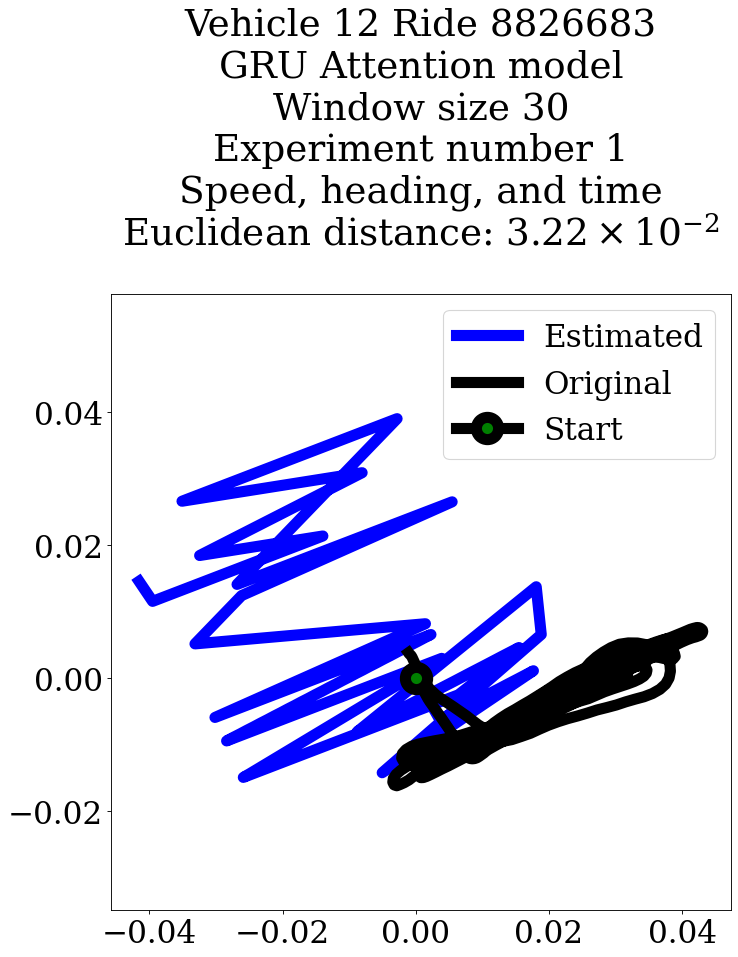 Vehicle 12 Ride 8826683
GRU Attention model
Window size 30
Experiment number 1
Speed, heading, and time
Euclidean distance: 3.22 × 10⁻²
Estimated
Original
Start
0.04
0.02
0.00
−0.02
−0.04
−0.02
0.00
0.02
0.04